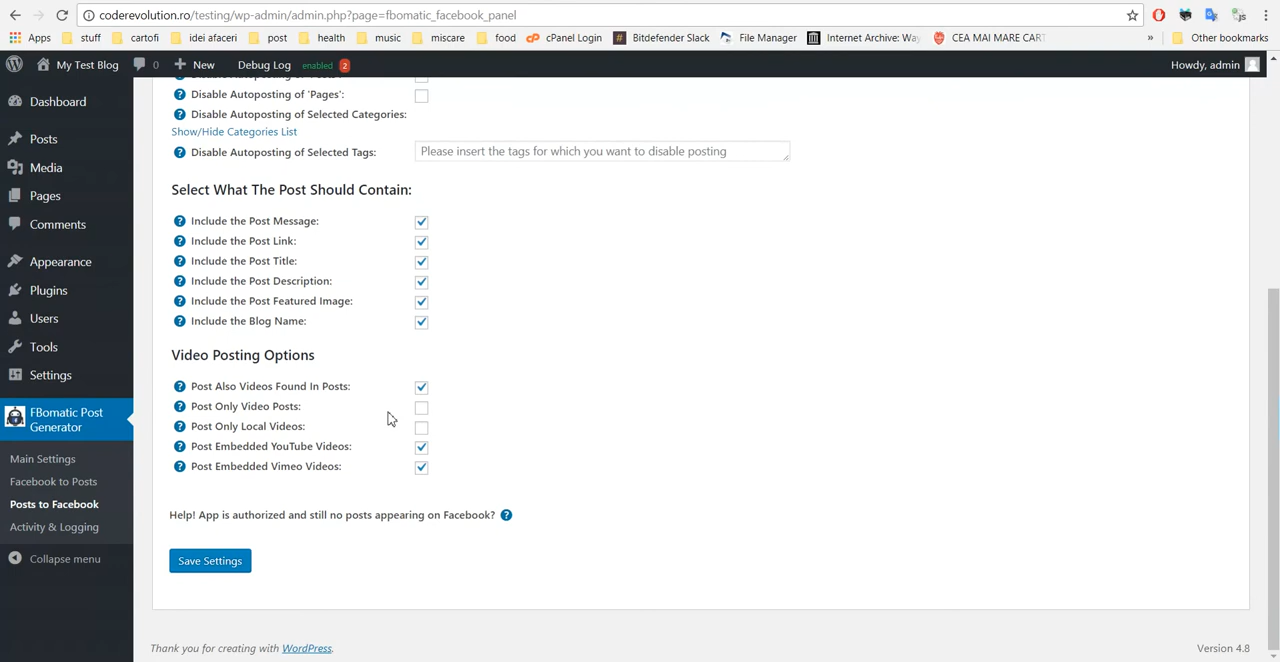 coderevolution.ro/testing/wp-admin/admin.php?page=fbomatic_facebook_panel
Apps stuff cartofi idei afaceri post health music miscare food cPanel Login Bitdefender Slack File Manager Internet Archive: Way CEA MAI MARE CART » Other bookmarks
My Test Blog 0 New Debug Log enabled 2 Howdy, admin
Dashboard
Posts
Media
Pages
Comments
Appearance
Plugins
Users
Tools
Settings
FBomatic Post
Generator
Main Settings
Facebook to Posts
Posts to Facebook
Activity & Logging
Collapse menu
Disable Autoposting of 'Posts':
Disable Autoposting of 'Pages':
Disable Autoposting of Selected Categories:
Show/Hide Categories List
Disable Autoposting of Selected Tags: Please insert the tags for which you want to disable posting
Select What The Post Should Contain:
Include the Post Message:
Include the Post Link:
Include the Post Title:
Include the Post Description:
Include the Post Featured Image:
Include the Blog Name:
Video Posting Options
Post Also Videos Found In Posts:
Post Only Video Posts:
Post Only Local Videos:
Post Embedded YouTube Videos:
Post Embedded Vimeo Videos:
Help! App is authorized and still no posts appearing on Facebook? ?
Save Settings
Thank you for creating with WordPress.
Version 4.8